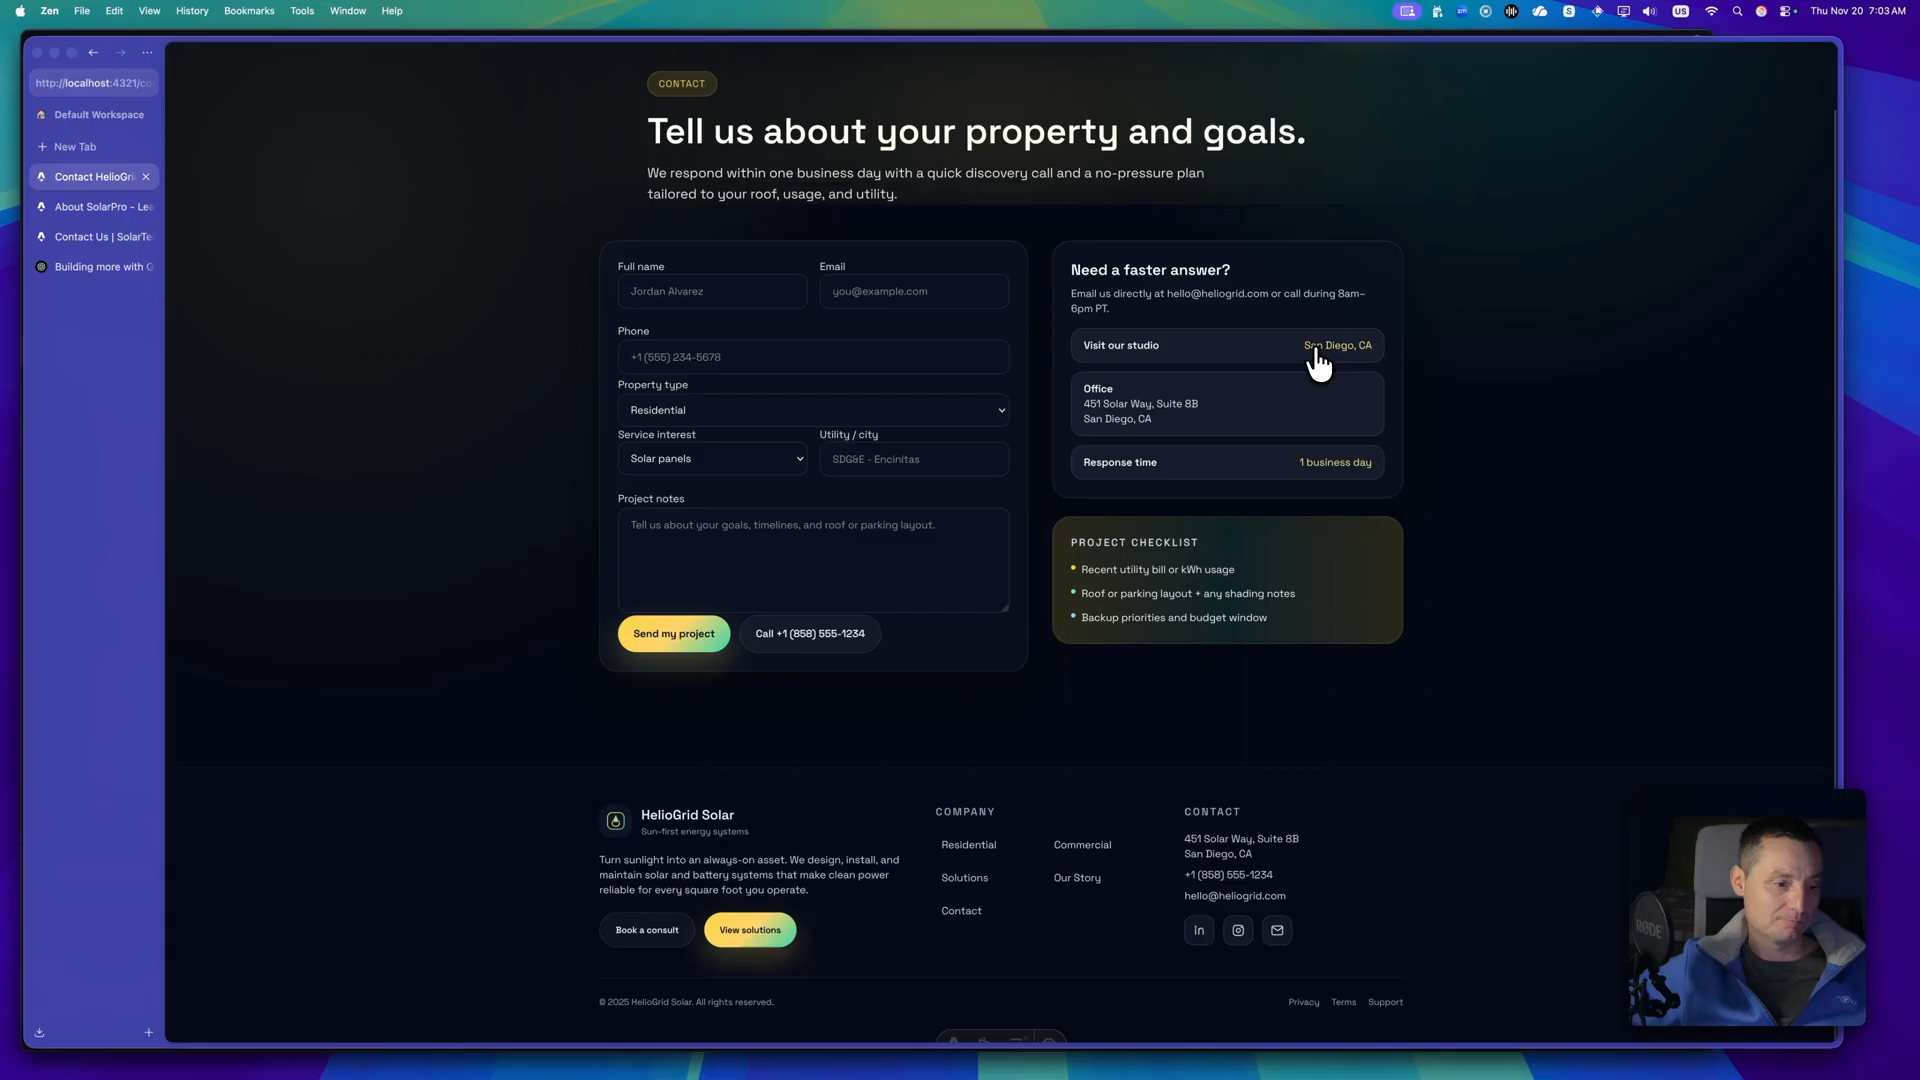 Zen File Edit View History Bookmarks Tools Window Help
US
Thu Nov 20 7:03 AM
http://localhost:4321/co
Default Workspace
New Tab
Contact HelioGri
About SolarPro - Lea
Contact Us | SolarTe
Building more with G
CONTACT
Tell us about your property and goals.
We respond within one business day with a quick discovery call and a no-pressure plan
tailored to your roof, usage, and utility.
Full name Email
Jordan Alvarez you@example.com
Phone
+1 (555) 234-5678
Property type
Residential
Service interest Utility / city
Solar panels SDG&E - Encinitas
Project notes
Tell us about your goals, timelines, and roof or parking layout.
Send my project Call +1 (858) 555-1234
Need a faster answer?
Email us directly at hello@heliogrid.com or call during 8am–
6pm PT.
Visit our studio San Diego, CA
Office
451 Solar Way, Suite 8B
San Diego, CA
Response time 1 business day
PROJECT CHECKLIST
Recent utility bill or kWh usage
Roof or parking layout + any shading notes
Backup priorities and budget window
HelioGrid Solar
Sun-first energy systems
Turn sunlight into an always-on asset. We design, install, and
maintain solar and battery systems that make clean power
reliable for every square foot you operate.
Book a consult View solutions
COMPANY
Residential Commercial
Solutions Our Story
Contact
CONTACT
451 Solar Way, Suite 8B
San Diego, CA
+1 (858) 555-1234
hello@heliogrid.com
in
© 2025 HelioGrid Solar. All rights reserved.
Privacy Terms Support
RØDE